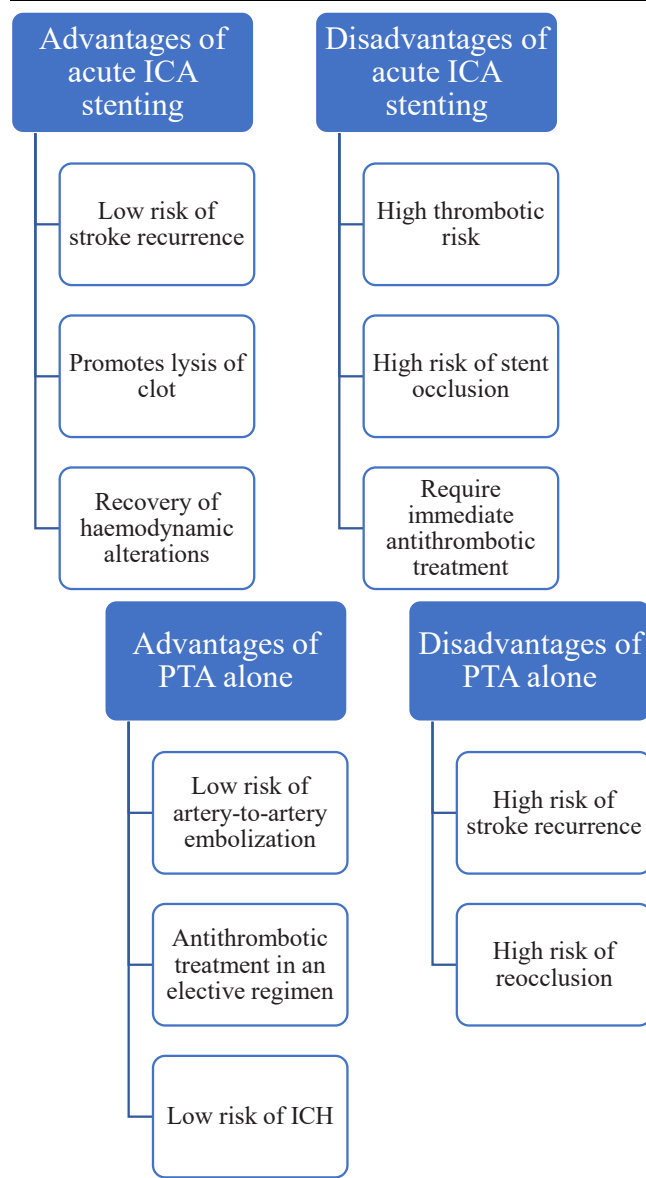 Advantages of
acute ICA
stenting
Low risk of
stroke recurrence
Promotes lysis of
clot
Recovery of
haemodynamic
alterations
Disadvantages of
acute ICA
stenting
High thrombotic
risk
High risk of stent
occlusion
Require
immediate
antithrombotic
treatment
Advantages of
PTA alone
Low risk of
artery-to-artery
embolization
Antithrombotic
treatment in an
elective regimen
Low risk of ICH
Disadvantages of
PTA alone
High risk of
stroke recurrence
High risk of
reocclusion